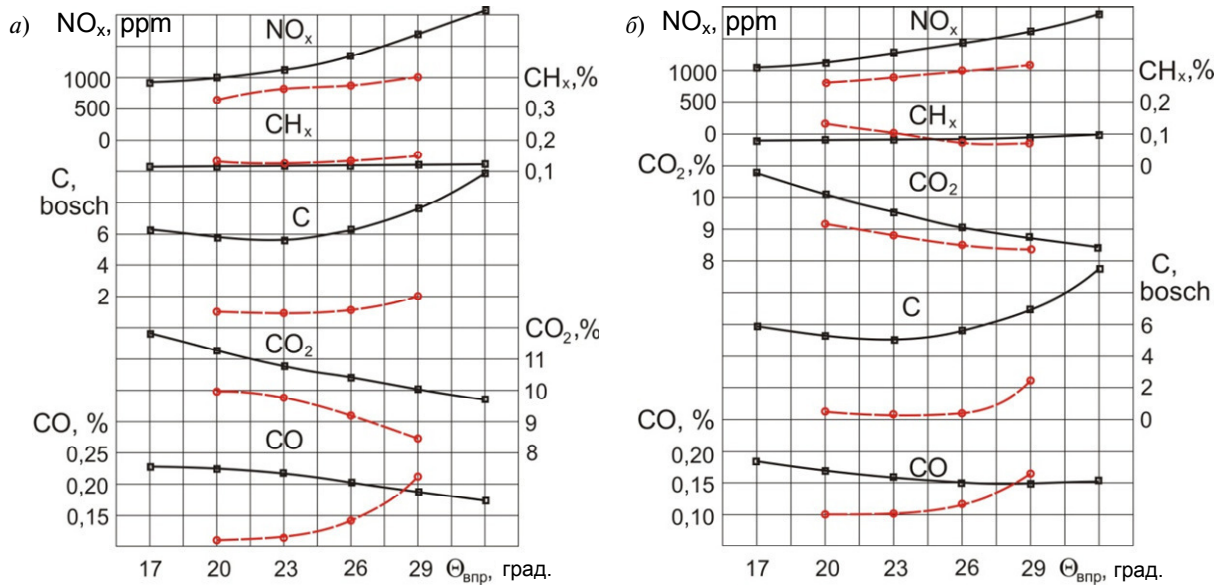 а) NOₓ, ppm
NOₓ
1000
500
0
CHₓ,%
0,3
0,2
0,1
CHₓ
C,
bosch
6
4
2
C
CO₂,%
11
10
9
8
CO₂
CO, %
0,25
0,20
0,15
CO
17 20 23 26 29 Θвпр, град.
б) NOₓ, ppm
NOₓ
1000
500
0
CHₓ,%
0,2
0,1
0
CHₓ
CO₂, %
10
9
8
CO₂
C,
bosch
6
4
2
0
C
CO, %
0,20
0,15
0,10
CO
17 20 23 26 29 Θвпр, град.